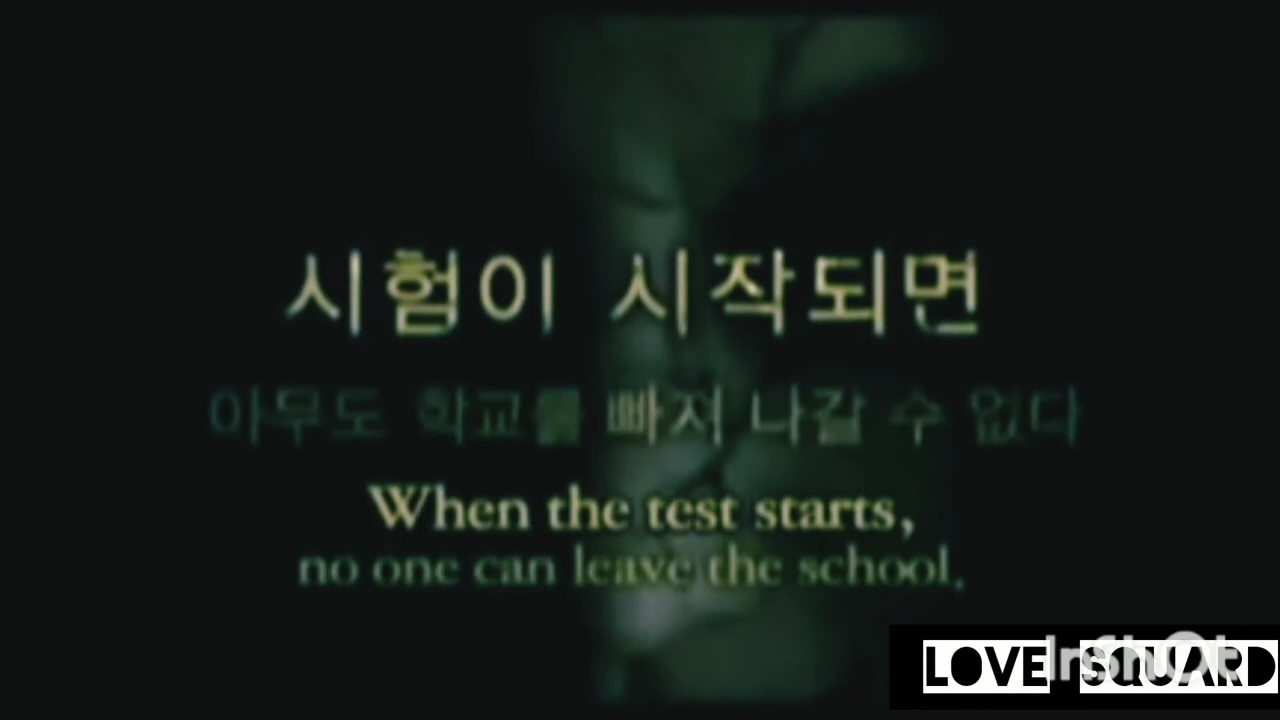 시험이 시작되면
아무도 학교를 빠져 나갈 수 없다
When the test starts,
no one can leave the school.
LOVE SQUARD
InShOt